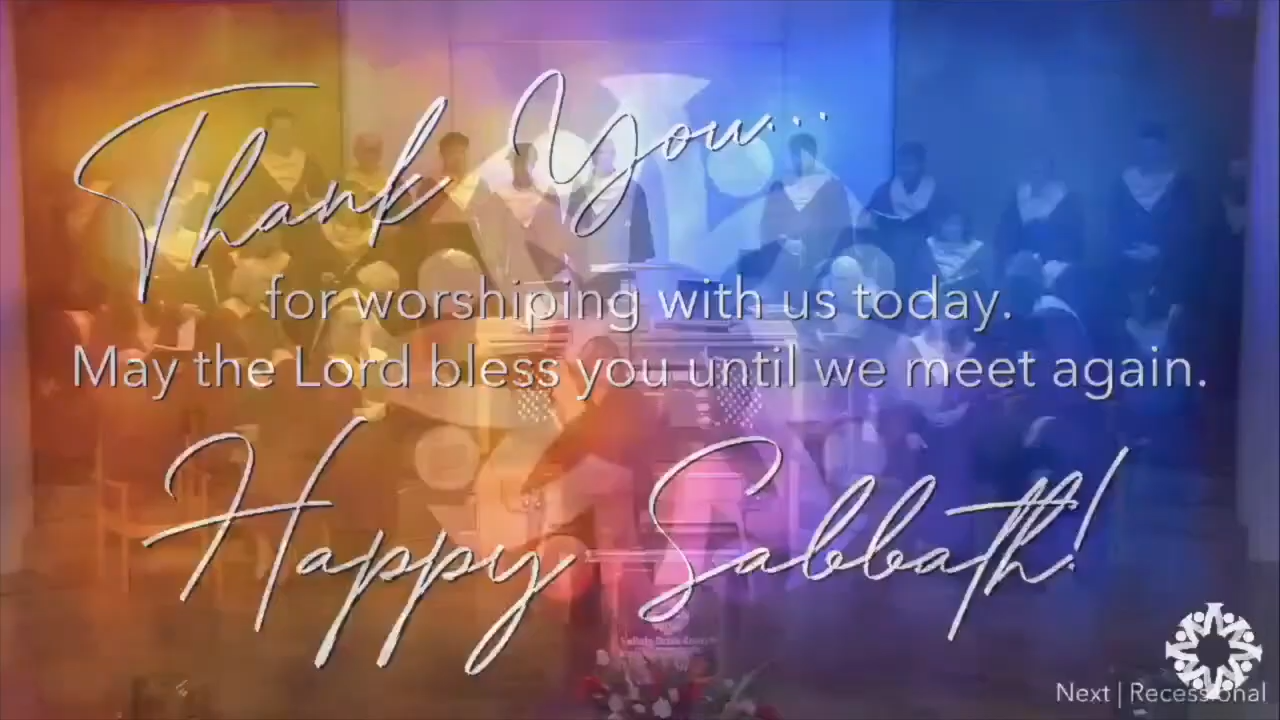 Thank You...
for worshiping with us today.
May the Lord bless you until we meet again.
Happy Sabbath!
Next | Recessional